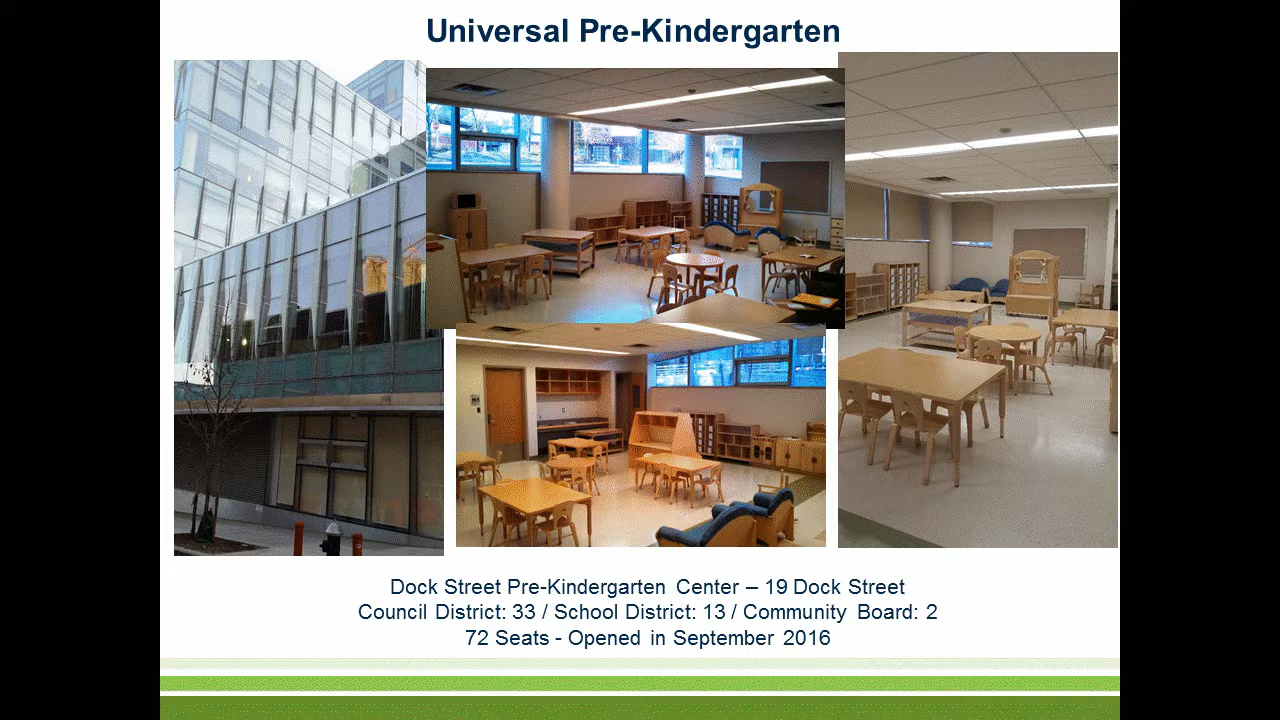 Universal Pre-Kindergarten
Dock Street Pre-Kindergarten Center – 19 Dock Street
Council District: 33 / School District: 13 / Community Board: 2
72 Seats - Opened in September 2016